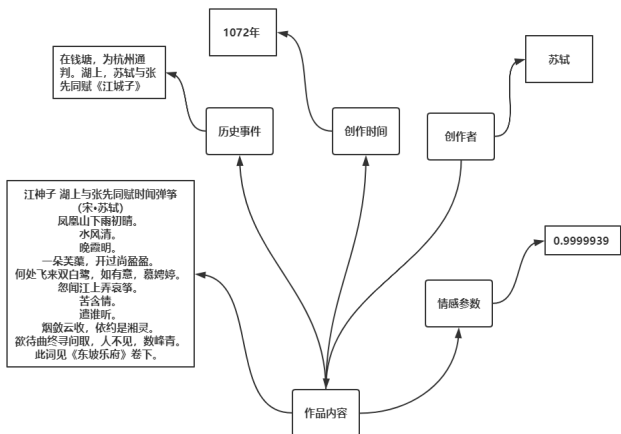 1072年
苏轼
在钱塘，为杭州通
判。湖上，苏轼与张
先同赋《江城子》
历史事件
创作时间
创作者
江神子 湖上与张先同赋时闻弹筝
（宋•苏轼）
凤凰山下雨初晴。
水风清。
晚霞明。
一朵芙蕖，开过尚盈盈。
何处飞来双白鹭，如有意，慕娉婷。
忽闻江上弄哀筝。
苦含情。
遣谁听。
烟敛云收，依约是湘灵。
欲待曲终寻问取，人不见，数峰青。
此词见《东坡乐府》卷下。
0.9999939
情感参数
作品内容